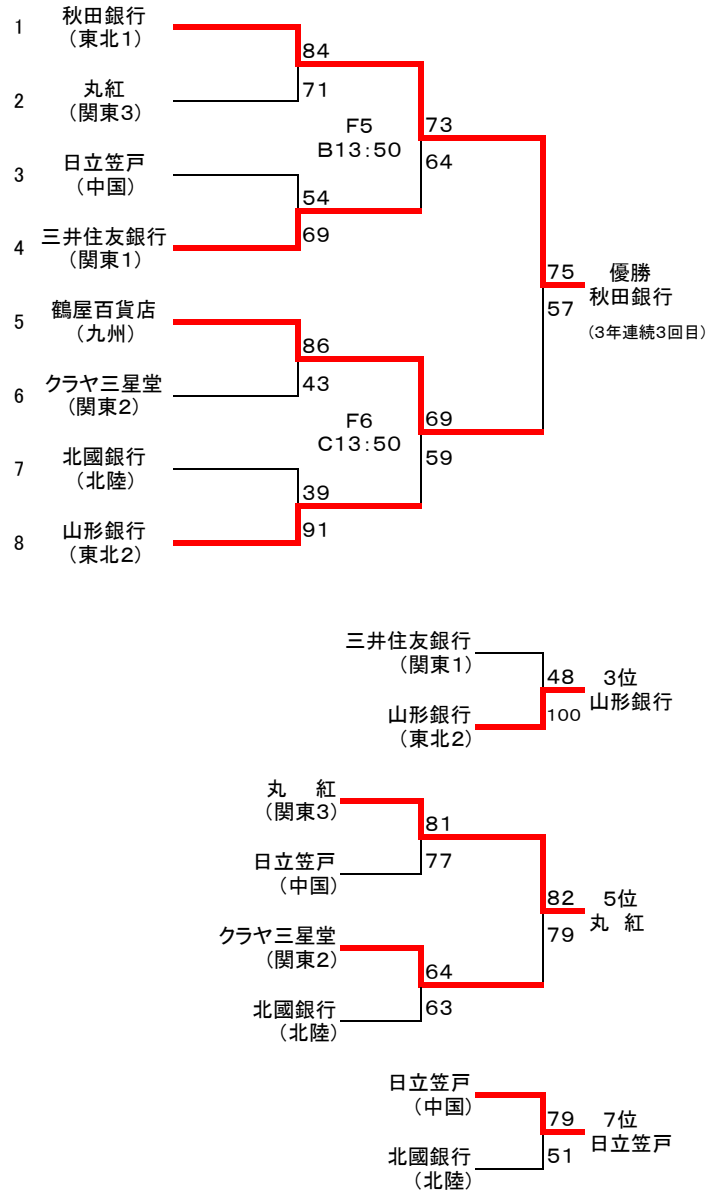 1
秋田銀行
(東北1)
84
71
2
丸紅
(関東3)
F5
B13:50
73
64
3
日立笠戸
(中国)
54
69
4
三井住友銀行
(関東1)
75
57
優勝
秋田銀行
(3年連続3回目)
5
鶴屋百貨店
(九州)
86
43
6
クラヤ三星堂
(関東2)
F6
C13:50
69
59
7
北國銀行
(北陸)
39
91
8
山形銀行
(東北2)
三井住友銀行
(関東1)
48
100
3位
山形銀行
山形銀行
(東北2)
丸 紅
(関東3)
81
77
日立笠戸
(中国)
82
79
5位
丸 紅
クラヤ三星堂
(関東2)
64
63
北國銀行
(北陸)
日立笠戸
(中国)
79
51
7位
日立笠戸
北國銀行
(北陸)